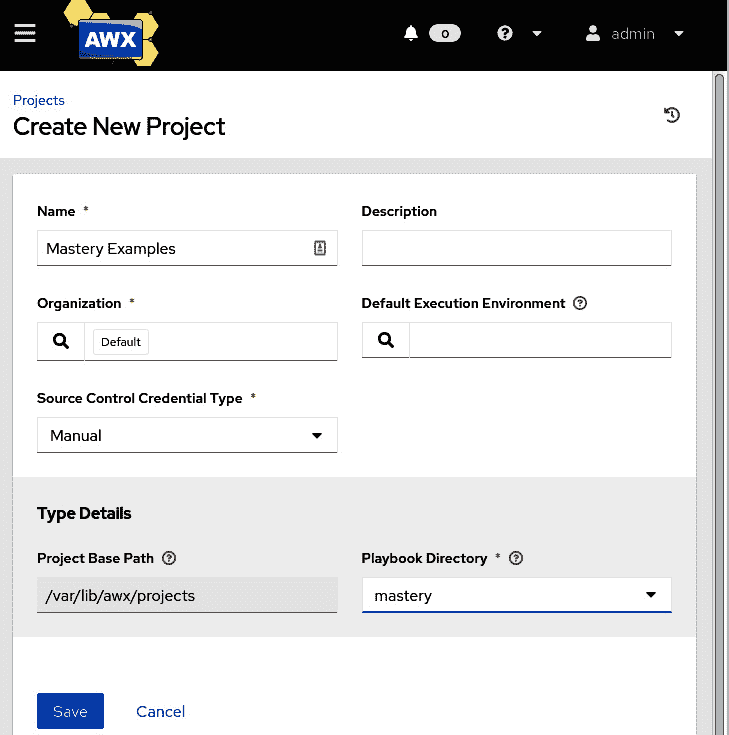 AWX
0
admin
Projects
Create New Project
Name *
Description
Mastery Examples
Organization *
Default Execution Environment
Default
Source Control Credential Type *
Manual
Type Details
Project Base Path
Playbook Directory *
/var/lib/awx/projects
mastery
Save Cancel